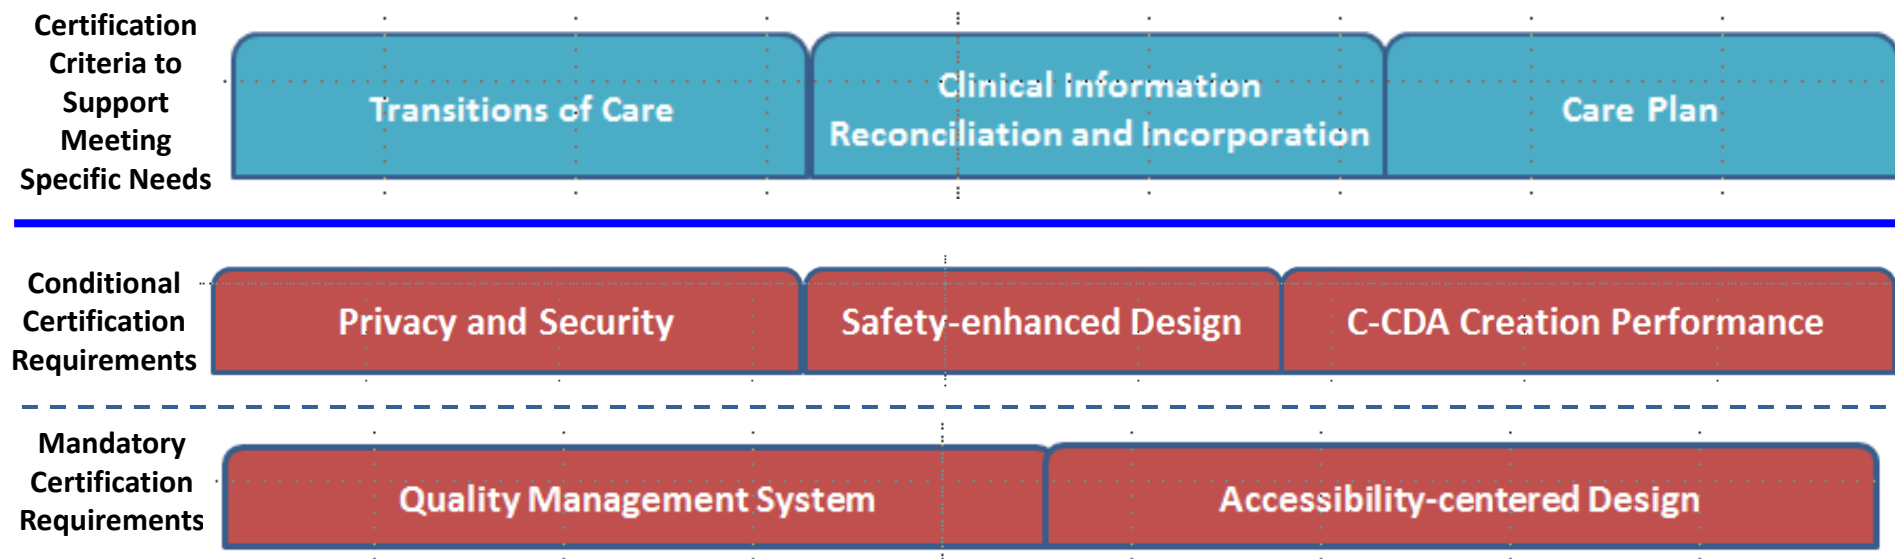 Certification
Criteria to
Support
Meeting
Specific Needs
Transitions of Care
Clinical Information
Reconciliation and Incorporation
Care Plan
Conditional
Certification
Requirements
Privacy and Security
Safety-enhanced Design
C-CDA Creation Performance
Mandatory
Certification
Requirements
Quality Management System
Accessibility-centered Design